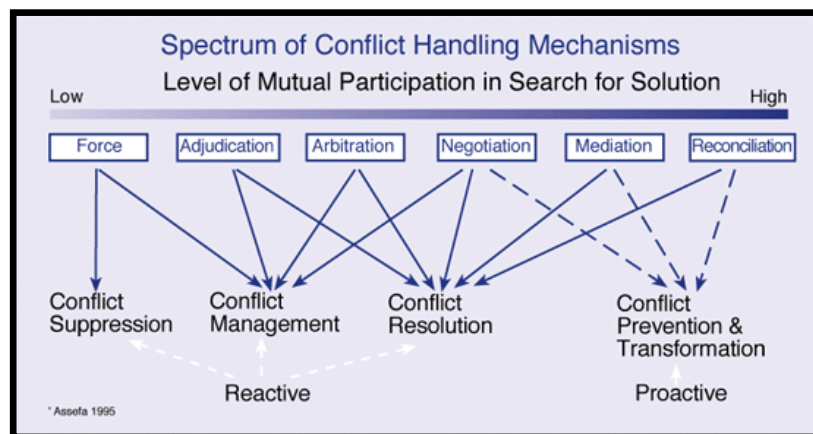 Spectrum of Conflict Handling Mechanisms
Level of Mutual Participation in Search for Solution
Low
High
Force
Adjudication
Arbitration
Negotiation
Mediation
Reconciliation
Conflict
Suppression
Conflict
Management
Conflict
Resolution
Conflict
Prevention &
Transformation
Reactive
Proactive
* Assefa 1995